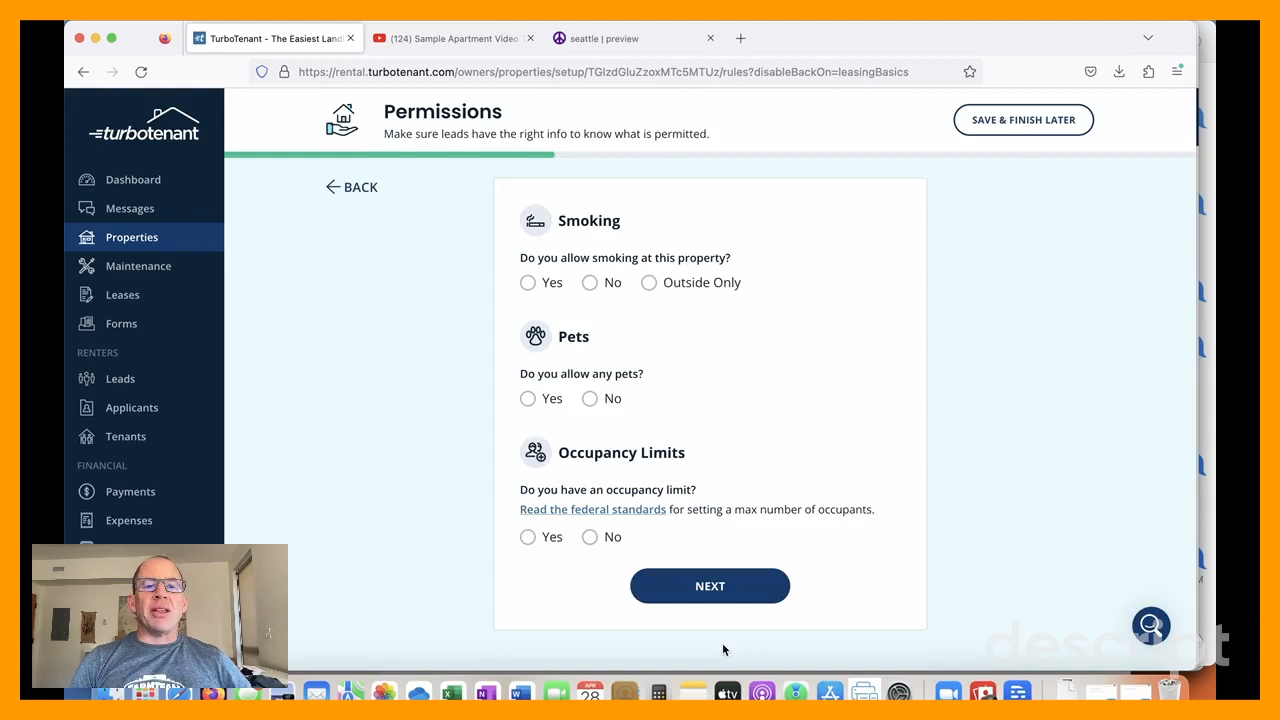 TurboTenant - The Easiest Land
(124) Sample Apartment Video
seattle | preview
https://rental.turbotenant.com/owners/properties/setup/TGlzdGluZzoxMTc5MTUz/rules?disableBackOn=leasingBasics
turbotenant
Permissions
Make sure leads have the right info to know what is permitted.
SAVE & FINISH LATER
BACK
Dashboard
Messages
Properties
Maintenance
Leases
Forms
RENTERS
Leads
Applicants
Tenants
FINANCIAL
Payments
Expenses
Smoking
Do you allow smoking at this property?
Yes No Outside Only
Pets
Do you allow any pets?
Yes No
Occupancy Limits
Do you have an occupancy limit?
Read the federal standards for setting a max number of occupants.
Yes No
NEXT
descript
APR
28
tv